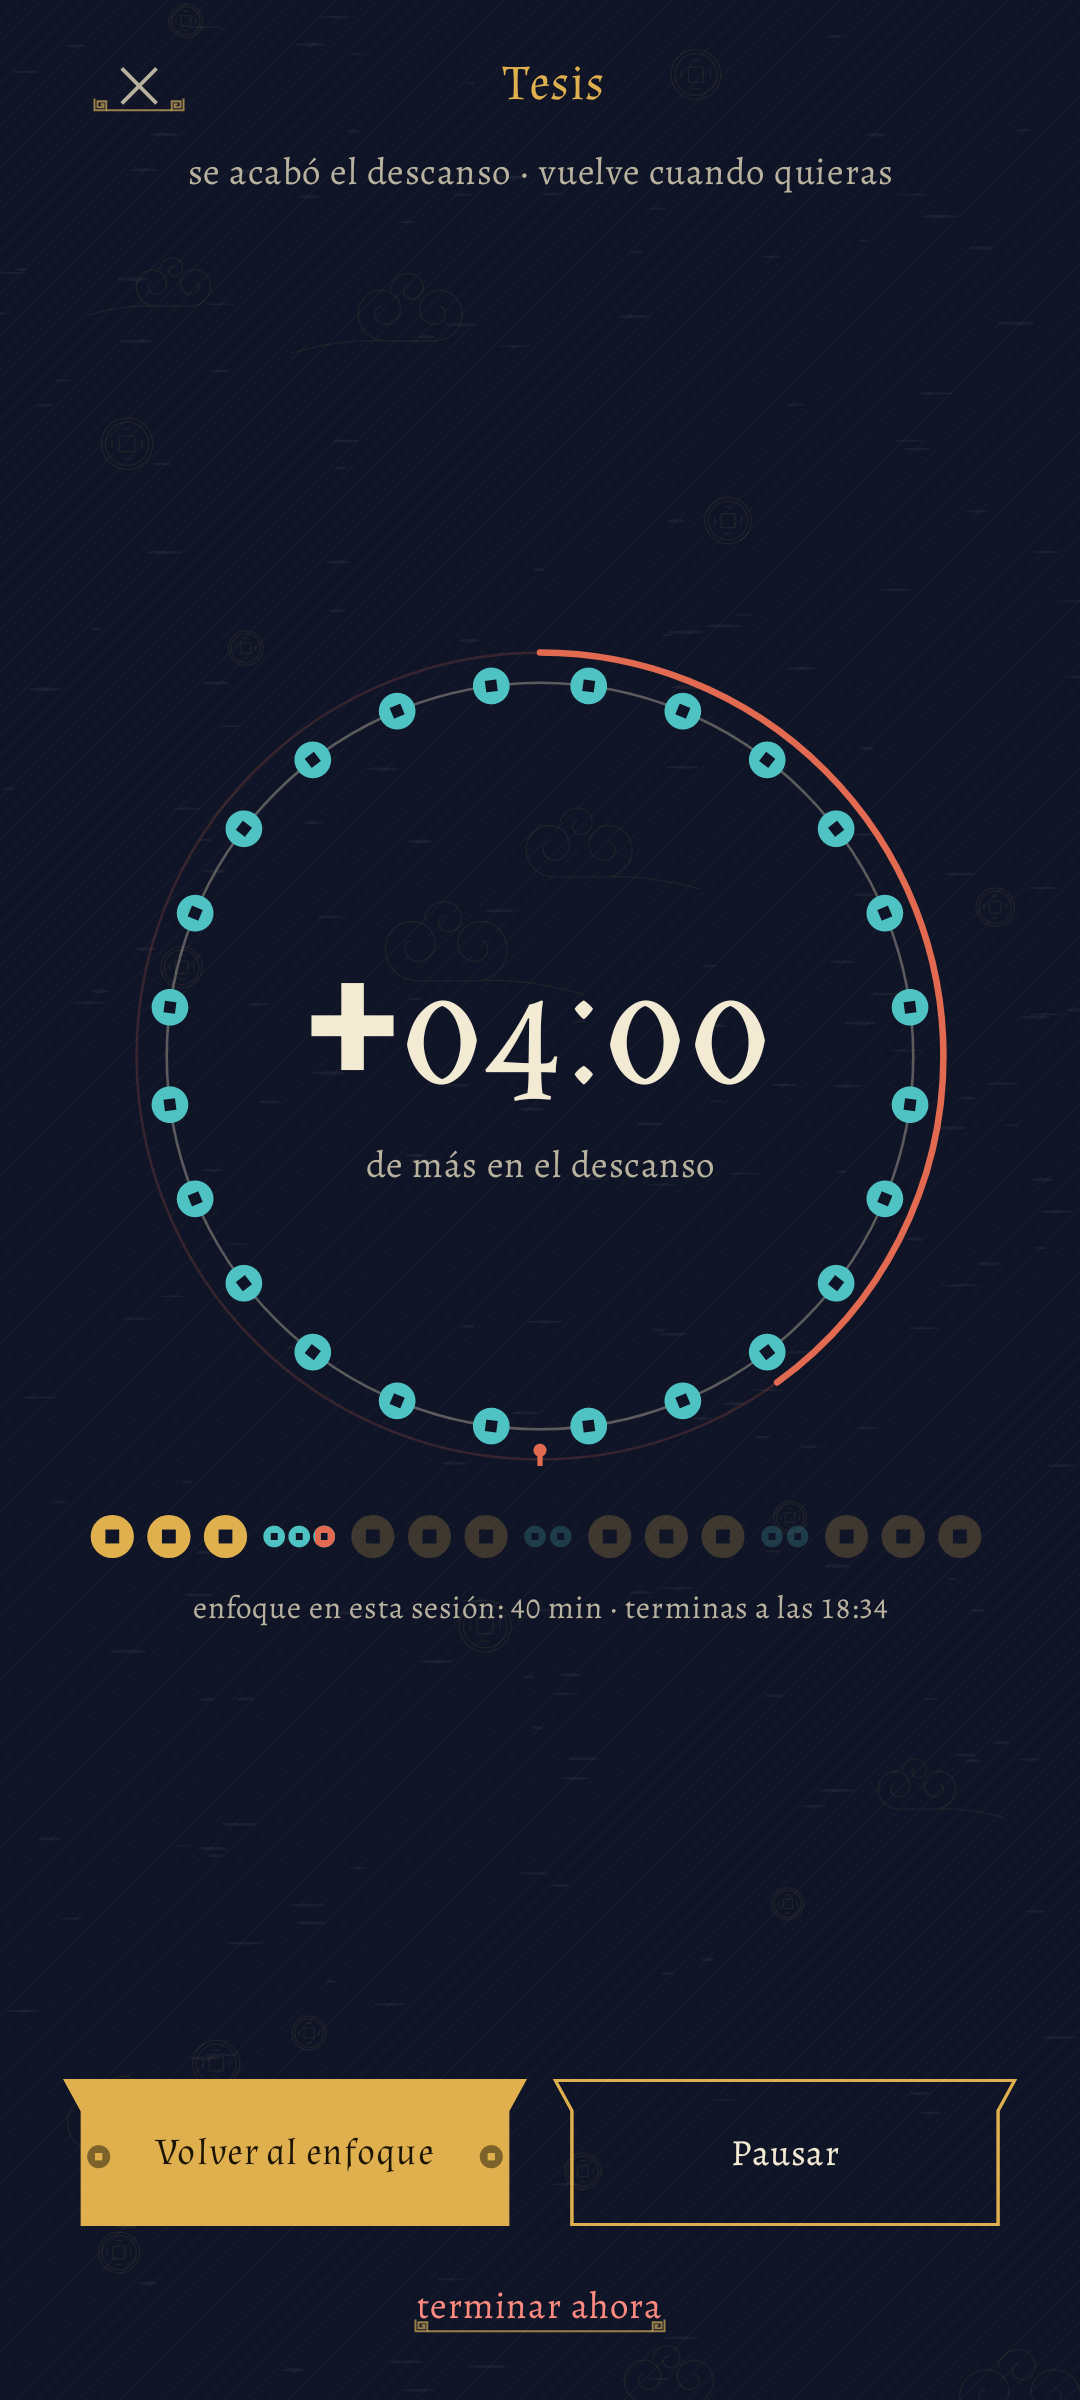 Tesis
se acabó el descanso · vuelve cuando quieras
+04:00
de más en el descanso
enfoque en esta sesión: 40 min · terminas a las 18:34
Volver al enfoque
Pausar
terminar ahora